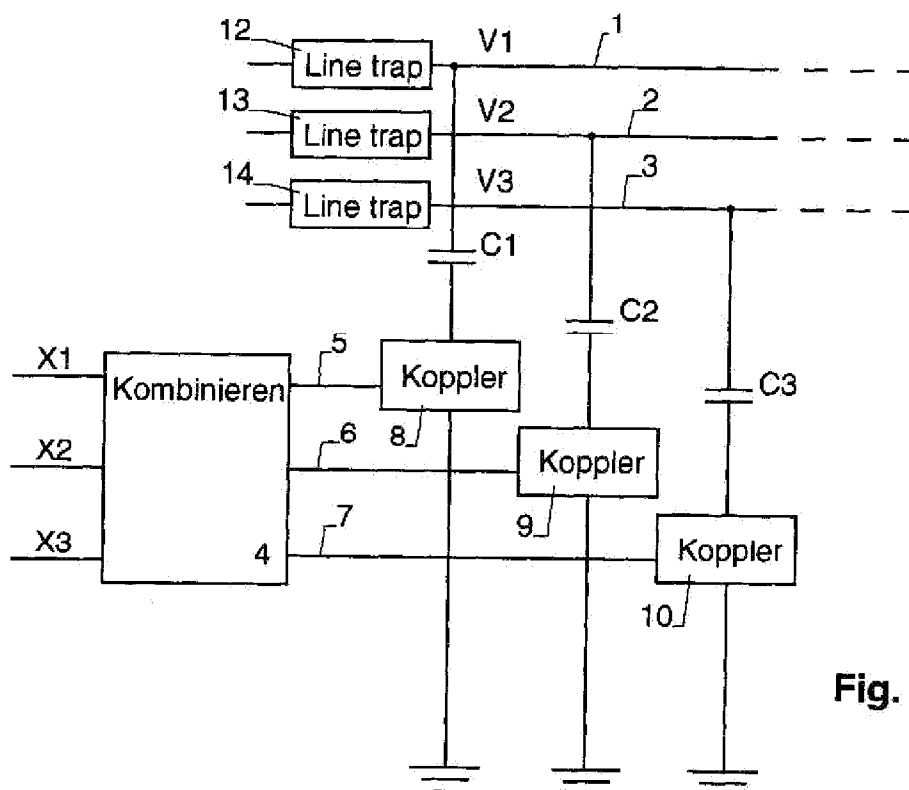 12 Line trap V1 1
13 Line trap V2 2
14 Line trap V3 3
C1
C2
C3
X1
X2
X3
Kombinieren
4
5
6
7
Koppler
8
Koppler
9
Koppler
10
Fig.